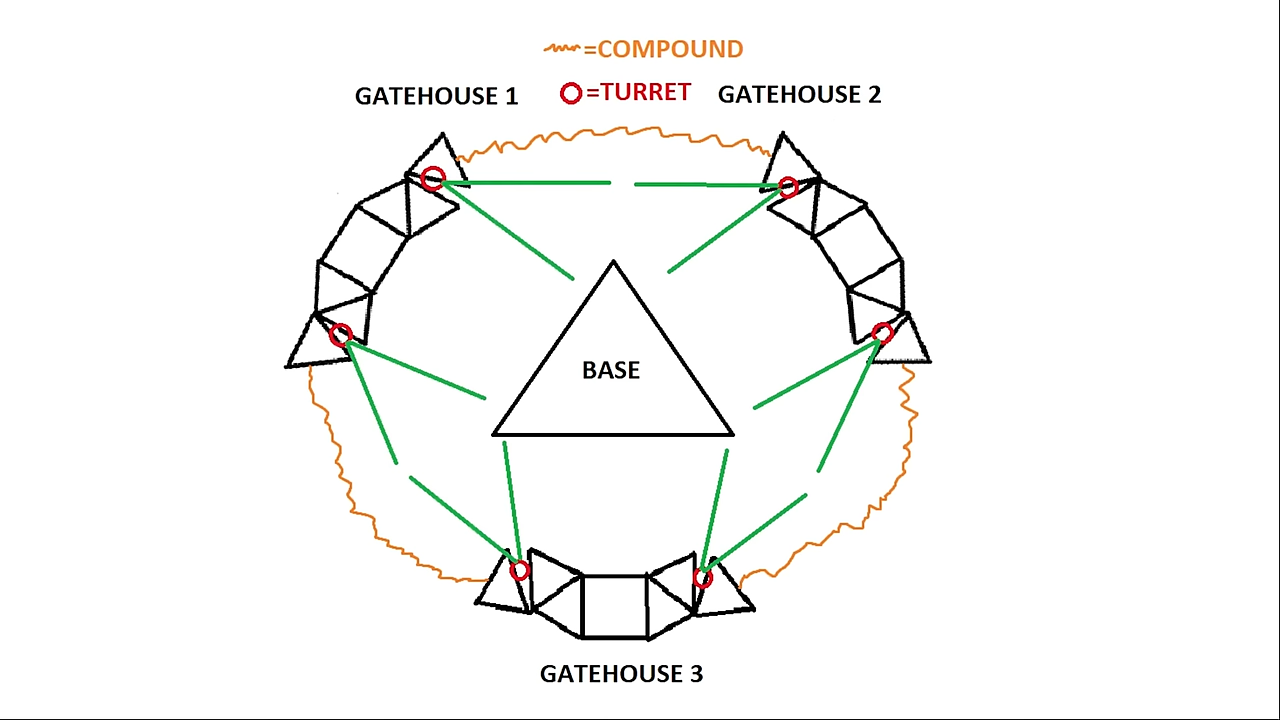 =COMPOUND
GATEHOUSE 1
=TURRET
GATEHOUSE 2
BASE
GATEHOUSE 3